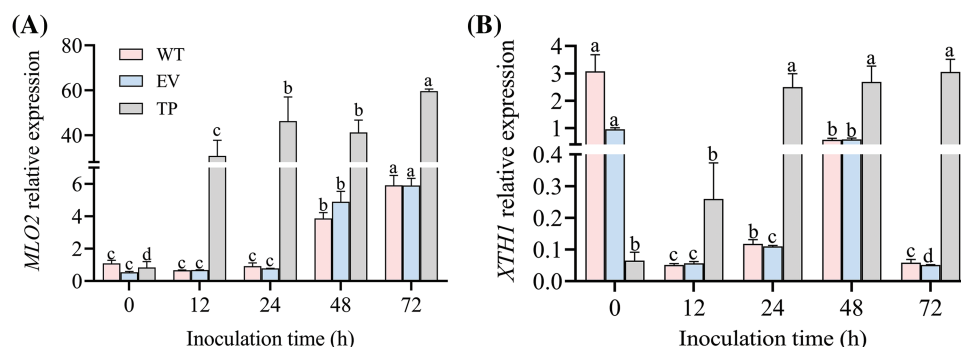 (A)
MLO2 relative expression
80
60
40
20
6
4
2
0
WT
EV
TP
c c d
c c c
c c b
b b b
a a a
0 12 24 48 72
Inoculation time (h)
(B)
XTH1 relative expression
4
3
2
1
0.4
0.3
0.2
0.1
0.0
a a b
c c b
b c a
b b a
c d a
0 12 24 48 72
Inoculation time (h)